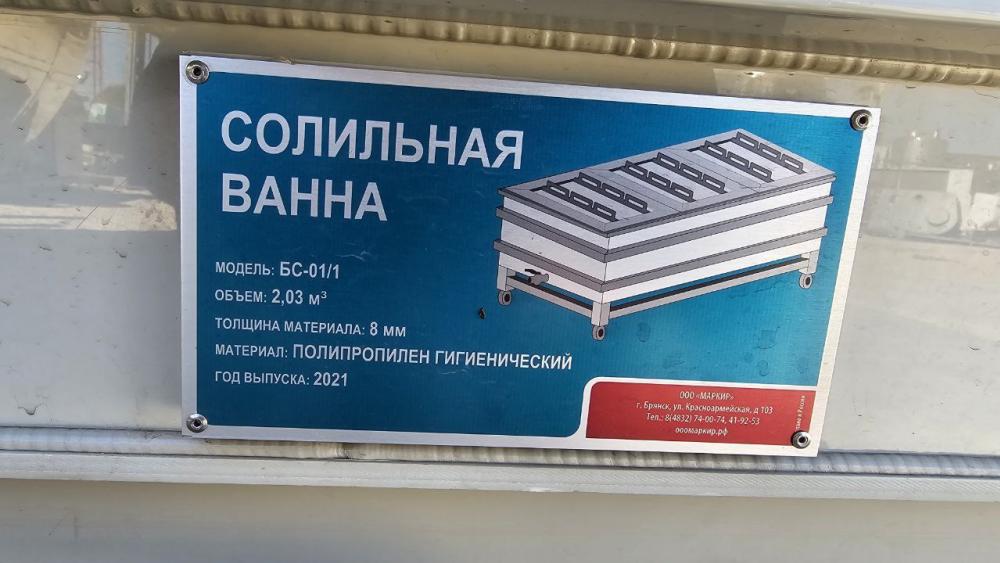 СОЛИЛЬНАЯ
ВАННА
МОДЕЛЬ: БС-01/1
ОБЪЕМ: 2,03 м³
ТОЛЩИНА МАТЕРИАЛА: 8 мм
МАТЕРИАЛ: ПОЛИПРОПИЛЕН ГИГИЕНИЧЕСКИЙ
ГОД ВЫПУСКА: 2021
ООО «МАРКИР»
г. Брянск, ул. Красноармейская, д 103
Тел.: 8(4832) 74-00-74, 41-92-53
ооомаркир.рф